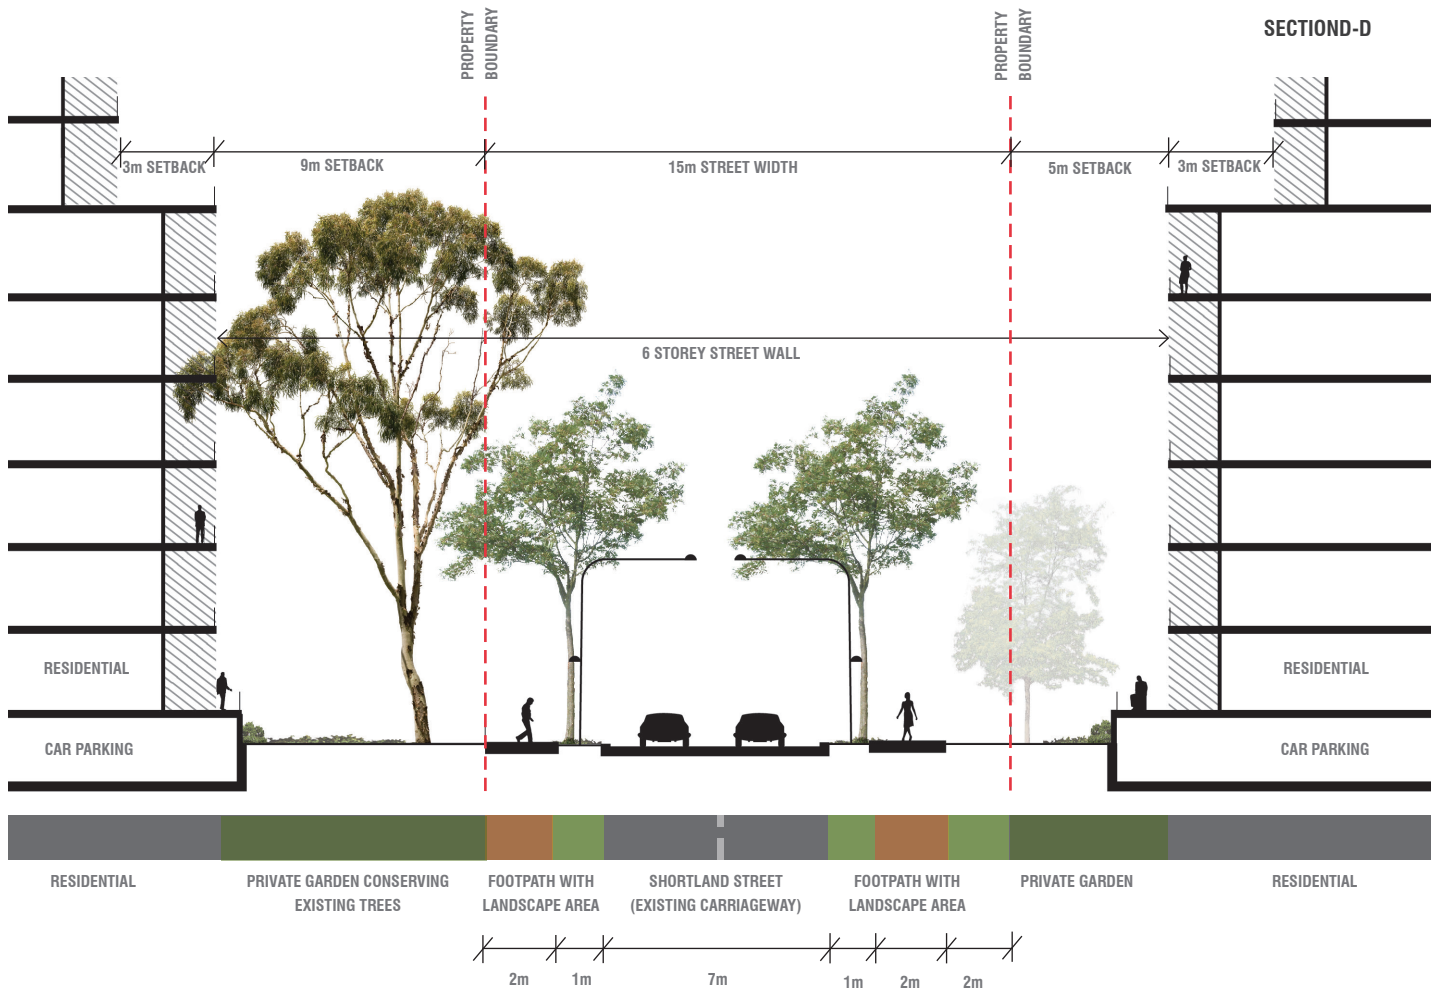 SECTIOND-D
PROPERTY
BOUNDARY
PROPERTY
BOUNDARY
3m SETBACK
9m SETBACK
15m STREET WIDTH
5m SETBACK
3m SETBACK
6 STOREY STREET WALL
RESIDENTIAL
RESIDENTIAL
CAR PARKING
CAR PARKING
RESIDENTIAL
PRIVATE GARDEN CONSERVING
EXISTING TREES
FOOTPATH WITH
LANDSCAPE AREA
SHORTLAND STREET
(EXISTING CARRIAGEWAY)
FOOTPATH WITH
LANDSCAPE AREA
PRIVATE GARDEN
RESIDENTIAL
2m
1m
7m
1m
2m
2m